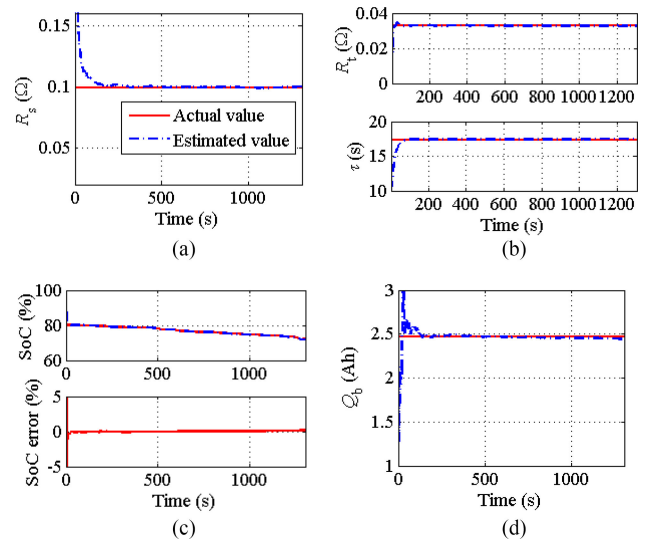 0.15
0.1
0.05
R_s (Ω)
Actual value
Estimated value
0 500 1000
Time (s)
(a)
0.04
0.02
0
R_t (Ω)
200 400 600 800 1000 1200
20
15
10
τ (s)
200 400 600 800 1000 1200
Time (s)
(b)
100
80
60
SoC (%)
0 500 1000
5
0
-5
SoC error (%)
0 500 1000
Time (s)
(c)
3
2.5
2
1.5
1
Q_b (Ah)
0 500 1000
Time (s)
(d)